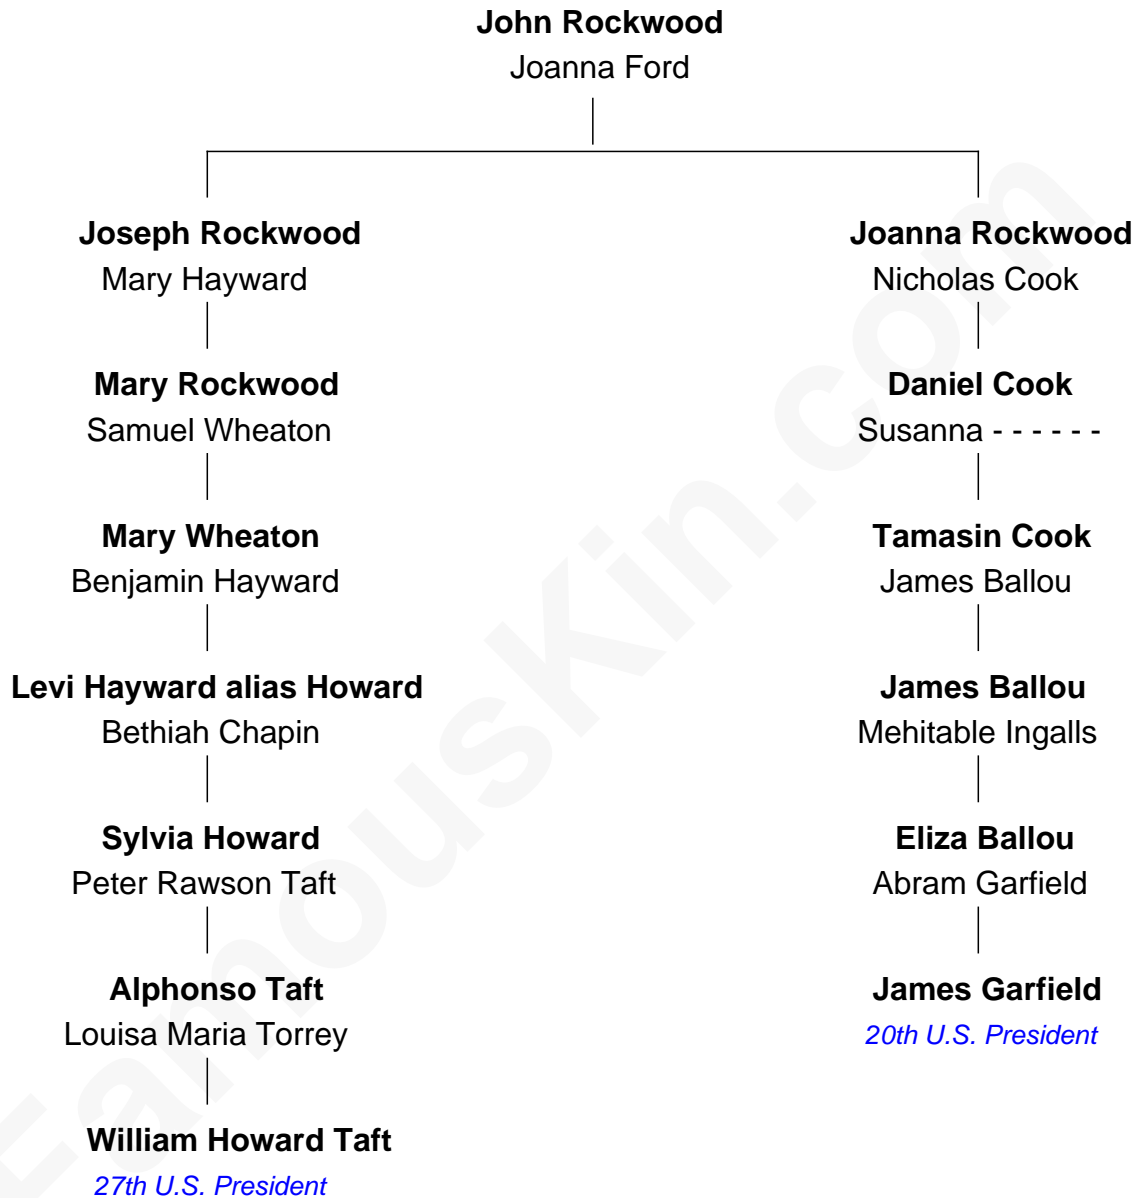 John Rockwood
Joanna Ford
Joseph Rockwood
Mary Hayward
Mary Rockwood
Samuel Wheaton
Mary Wheaton
Benjamin Hayward
Levi Hayward alias Howard
Bethiah Chapin
Sylvia Howard
Peter Rawson Taft
Alphonso Taft
Louisa Maria Torrey
William Howard Taft
27th U.S. President
Joanna Rockwood
Nicholas Cook
Daniel Cook
Susanna - - - - - -
Tamasin Cook
James Ballou
James Ballou
Mehitable Ingalls
Eliza Ballou
Abram Garfield
James Garfield
20th U.S. President
FamousKin.com